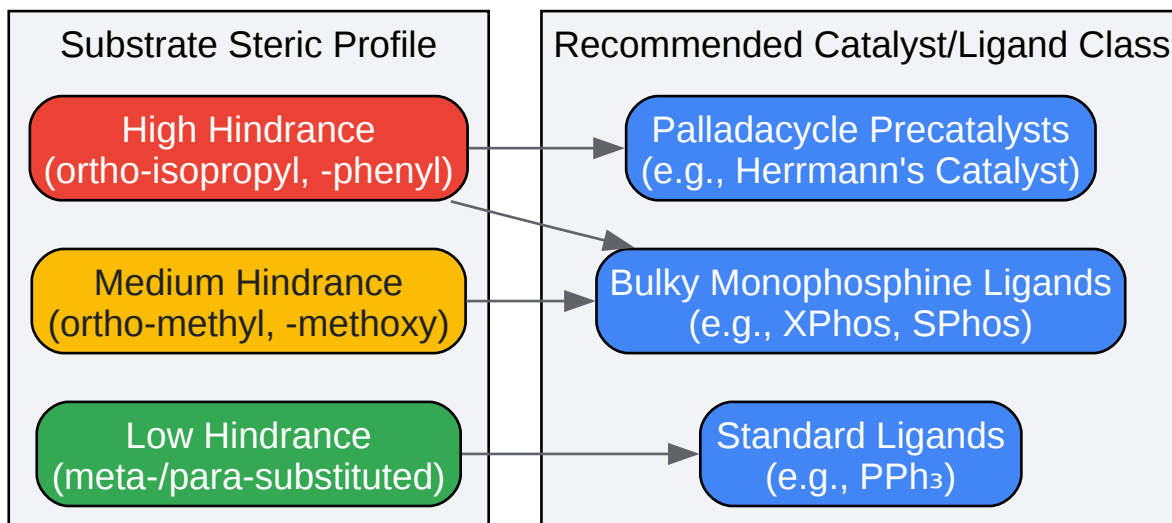 Substrate Steric Profile
High Hindrance
(ortho-isopropyl, -phenyl)
Medium Hindrance
(ortho-methyl, -methoxy)
Low Hindrance
(meta-/para-substituted)
Recommended Catalyst/Ligand Class
Palladacycle Precatalysts
(e.g., Herrmann's Catalyst)
Bulky Monophosphine Ligands
(e.g., XPhos, SPhos)
Standard Ligands
(e.g., PPh₃)